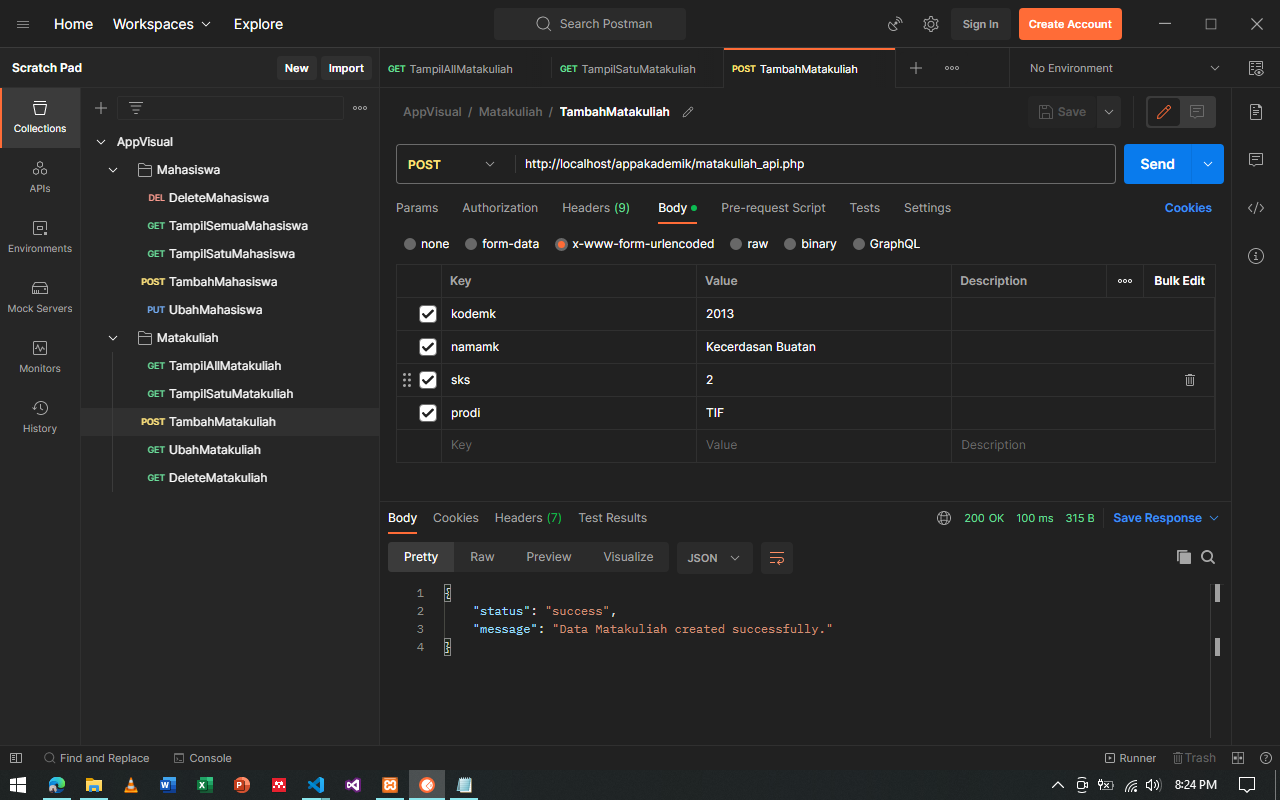 Home Workspaces Explore Search Postman Sign In Create Account
Scratch Pad New Import GET TampilAllMatakuliah GET TampilSatuMatakuliah POST TambahMatakuliah No Environment
Collections
APIs
Environments
Mock Servers
Monitors
History
AppVisual
Mahasiswa
DEL DeleteMahasiswa
GET TampilSemuaMahasiswa
GET TampilSatuMahasiswa
POST TambahMahasiswa
PUT UbahMahasiswa
Matakuliah
GET TampilAllMatakuliah
GET TampilSatuMatakuliah
POST TambahMatakuliah
GET UbahMatakuliah
GET DeleteMatakuliah
AppVisual / Matakuliah / TambahMatakuliah Save
POST http://localhost/appakademik/matakuliah_api.php Send
Params Authorization Headers (9) Body Pre-request Script Tests Settings Cookies
none form-data x-www-form-urlencoded raw binary GraphQL
Key Value Description Bulk Edit
kodemk 2013
namamk Kecerdasan Buatan
sks 2
prodi TIF
Key Value Description
Body Cookies Headers (7) Test Results 200 OK 100 ms 315 B Save Response
Pretty Raw Preview Visualize JSON
1 {
2 "status": "success",
3 "message": "Data Matakuliah created successfully."
4 }
Find and Replace Console Runner Trash
8:24 PM